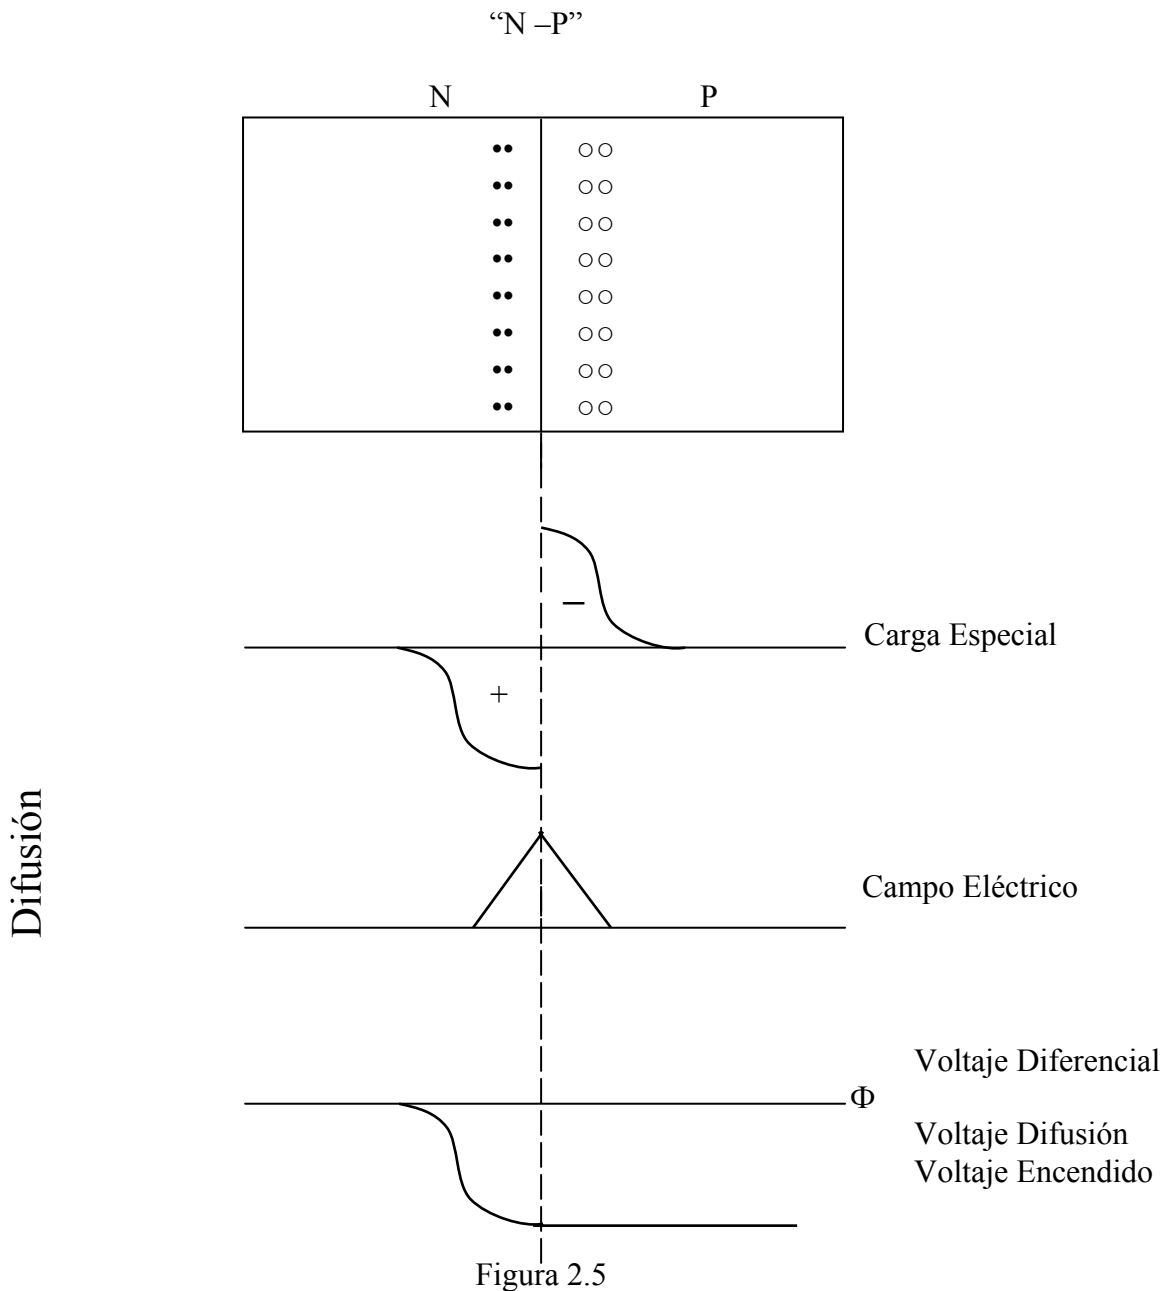 “N –P”
N P
–
Carga Especial
+
Difusión
Campo Eléctrico
Voltaje Diferencial
Φ
Voltaje Difusión
Voltaje Encendido
Figura 2.5